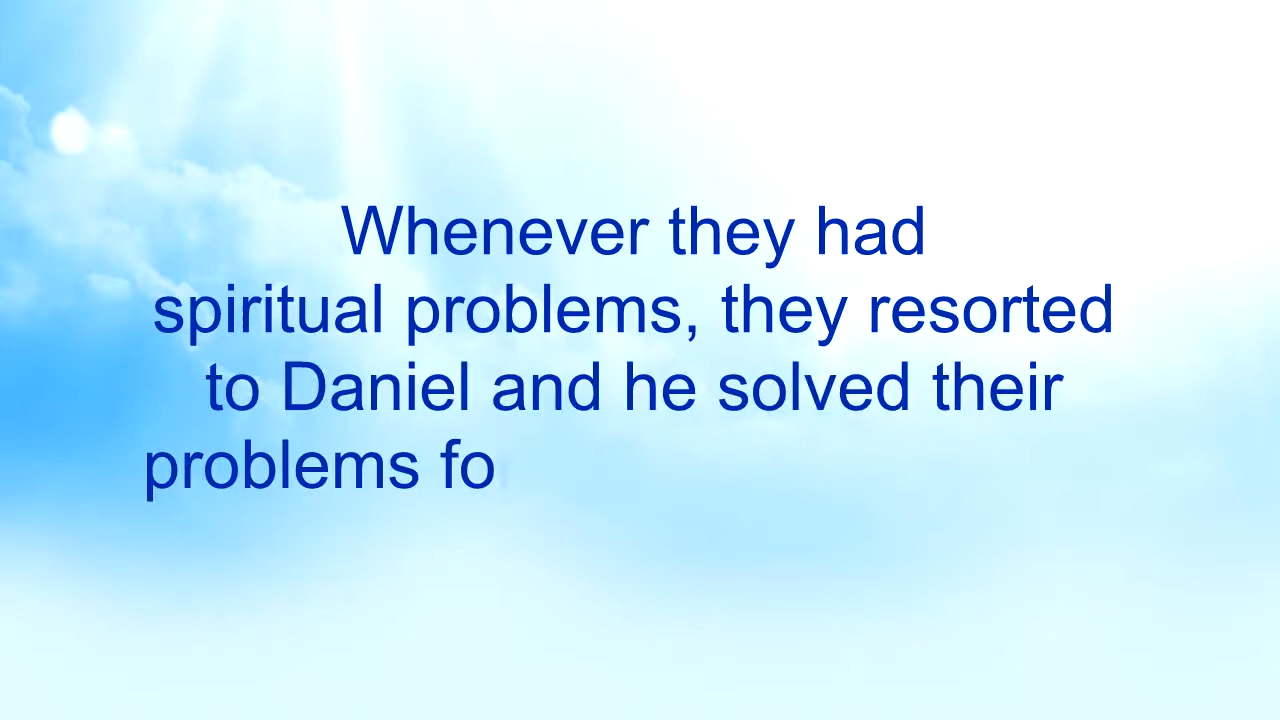 Whenever they had
spiritual problems, they resorted
to Daniel and he solved their
problems fo